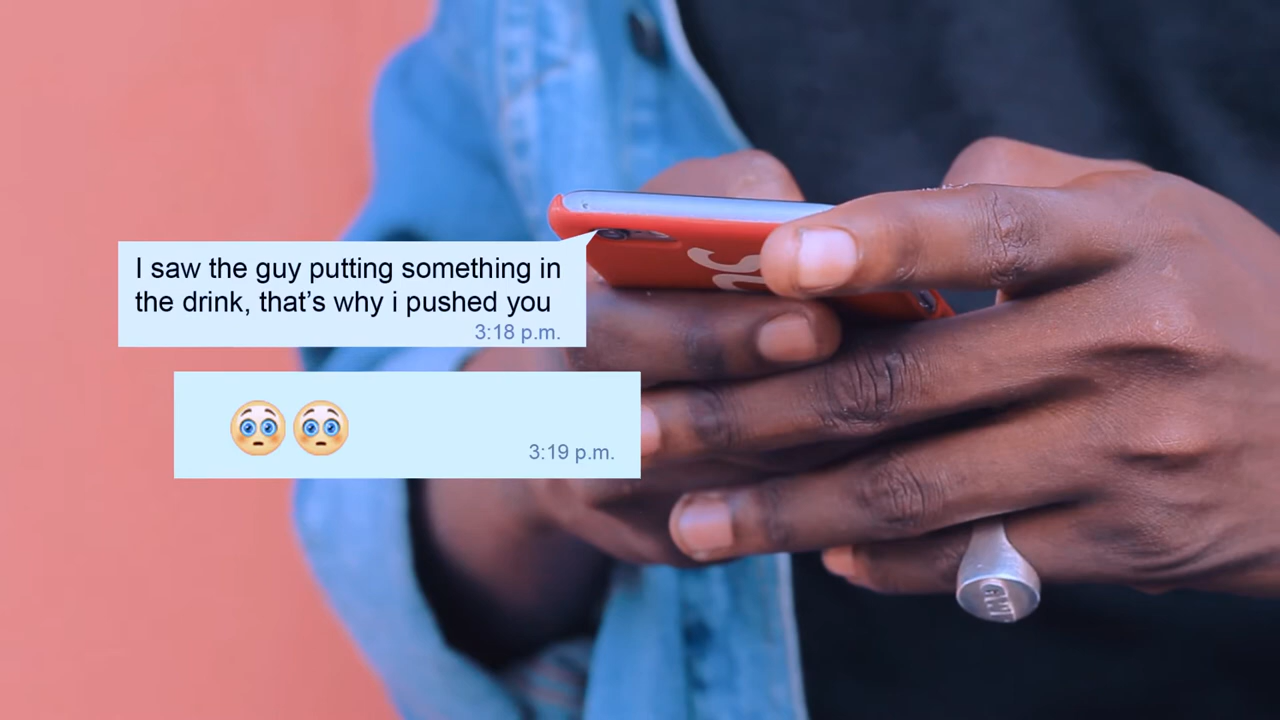 I saw the guy putting something in
the drink, that’s why i pushed you
3:18 p.m.
😳😳
3:19 p.m.